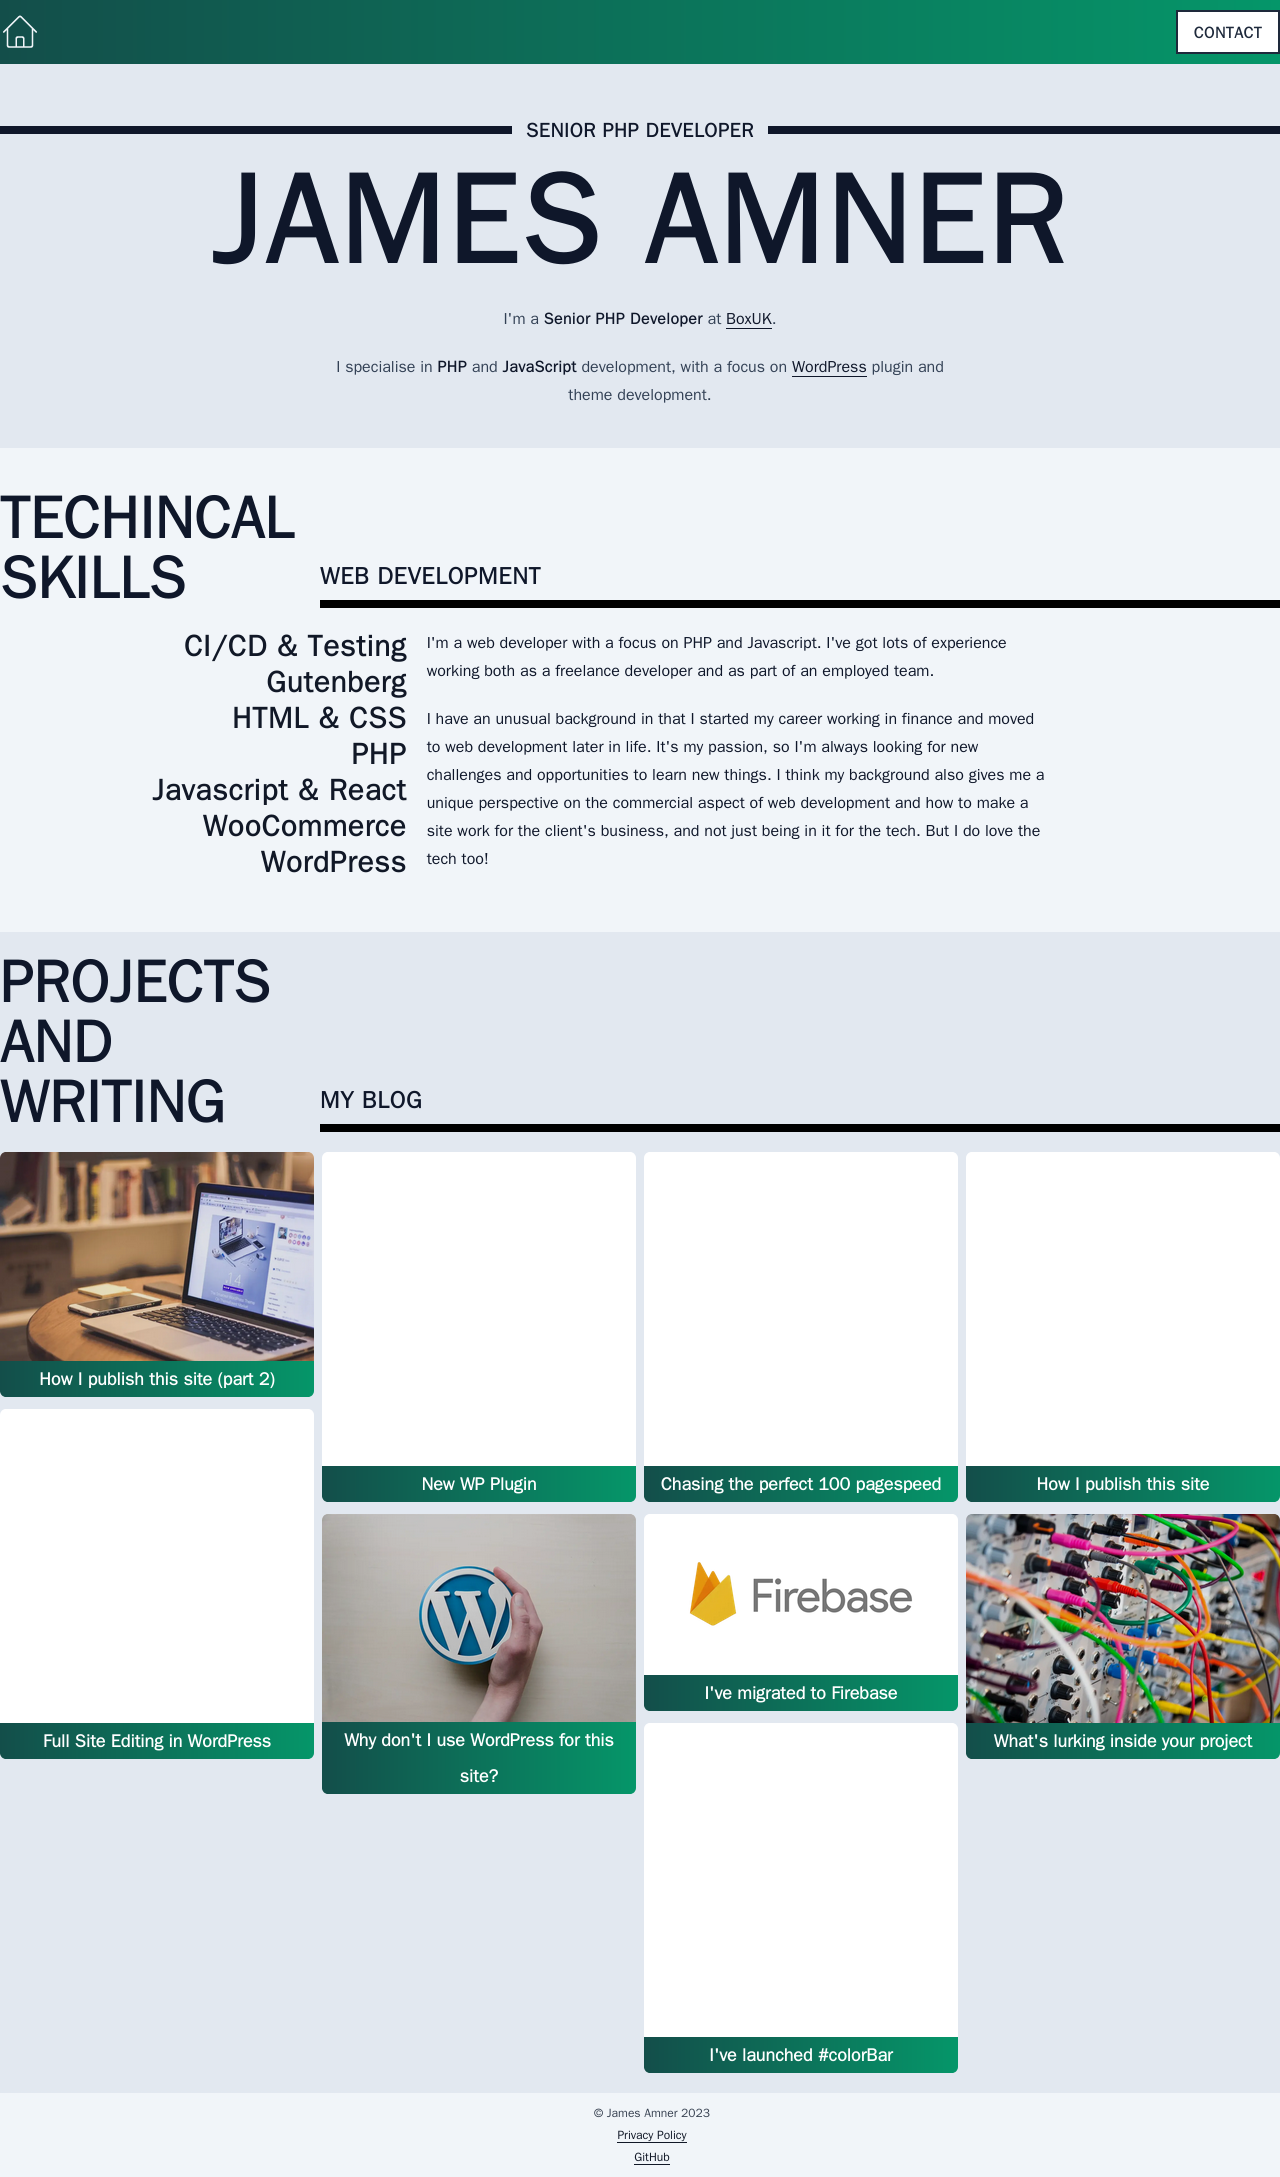 CONTACT
SENIOR PHP DEVELOPER
JAMES AMNER
I'm a Senior PHP Developer at BoxUK.
I specialise in PHP and JavaScript development, with a focus on WordPress plugin and
theme development.
TECHINCAL
SKILLS
WEB DEVELOPMENT
CI/CD & Testing
Gutenberg
HTML & CSS
PHP
Javascript & React
WooCommerce
WordPress
I'm a web developer with a focus on PHP and Javascript. I've got lots of experience
working both as a freelance developer and as part of an employed team.
I have an unusual background in that I started my career working in finance and moved
to web development later in life. It's my passion, so I'm always looking for new
challenges and opportunities to learn new things. I think my background also gives me a
unique perspective on the commercial aspect of web development and how to make a
site work for the client's business, and not just being in it for the tech. But I do love the
tech too!
PROJECTS
AND
WRITING
MY BLOG
How I publish this site (part 2)
New WP Plugin
Chasing the perfect 100 pagespeed
How I publish this site
Full Site Editing in WordPress
W
Why don't I use WordPress for this
site?
Firebase
I've migrated to Firebase
What's lurking inside your project
I've launched #colorBar
© James Amner 2023
Privacy Policy
GitHub